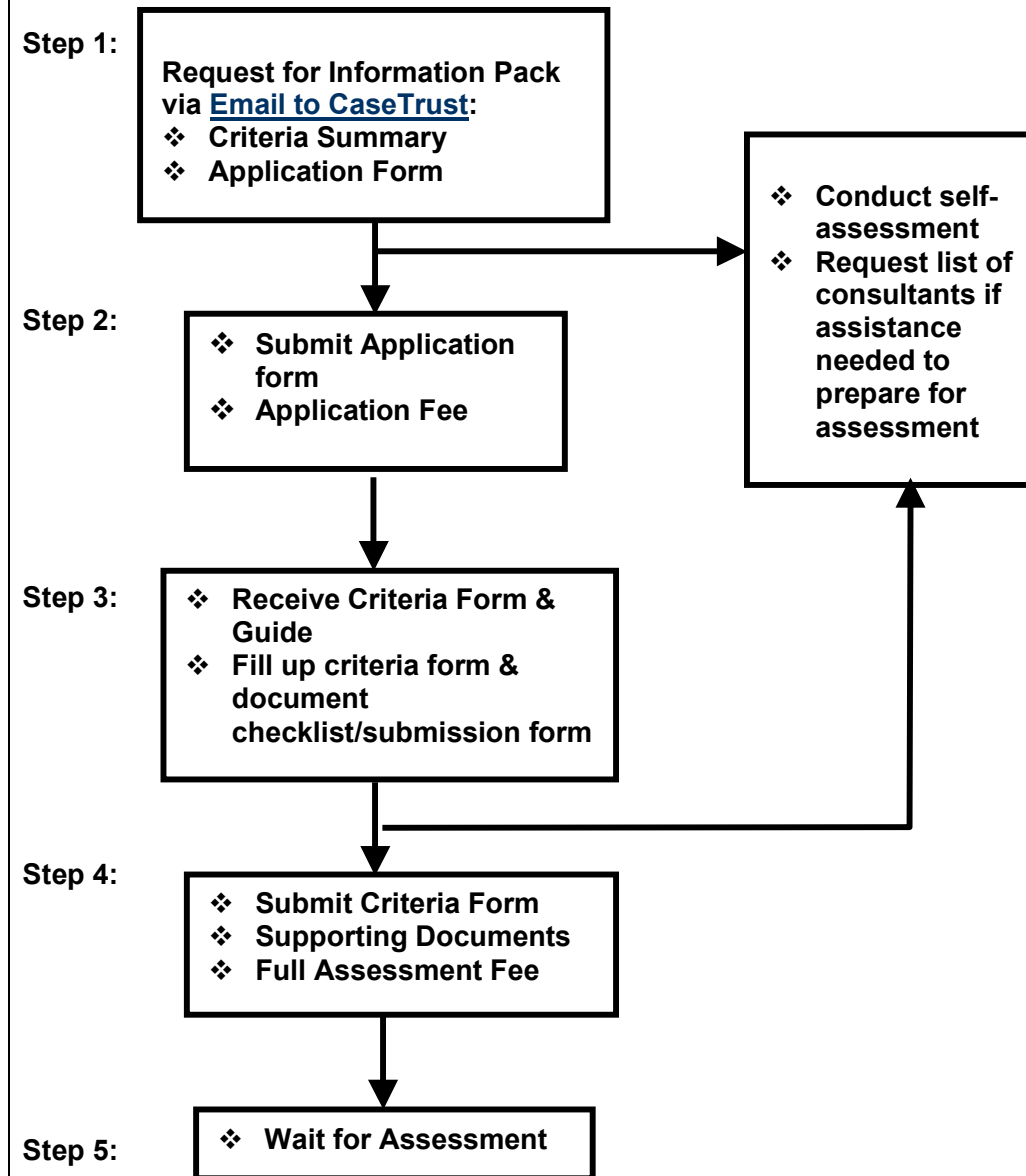 Step 1:
Request for Information Pack
via Email to CaseTrust:
❖ Criteria Summary
❖ Application Form
❖ Conduct self-
assessment
❖ Request list of
consultants if
assistance
needed to
prepare for
assessment
Step 2:
❖ Submit Application
form
❖ Application Fee
Step 3:
❖ Receive Criteria Form &
Guide
❖ Fill up criteria form &
document
checklist/submission form
Step 4:
❖ Submit Criteria Form
❖ Supporting Documents
❖ Full Assessment Fee
Step 5:
❖ Wait for Assessment